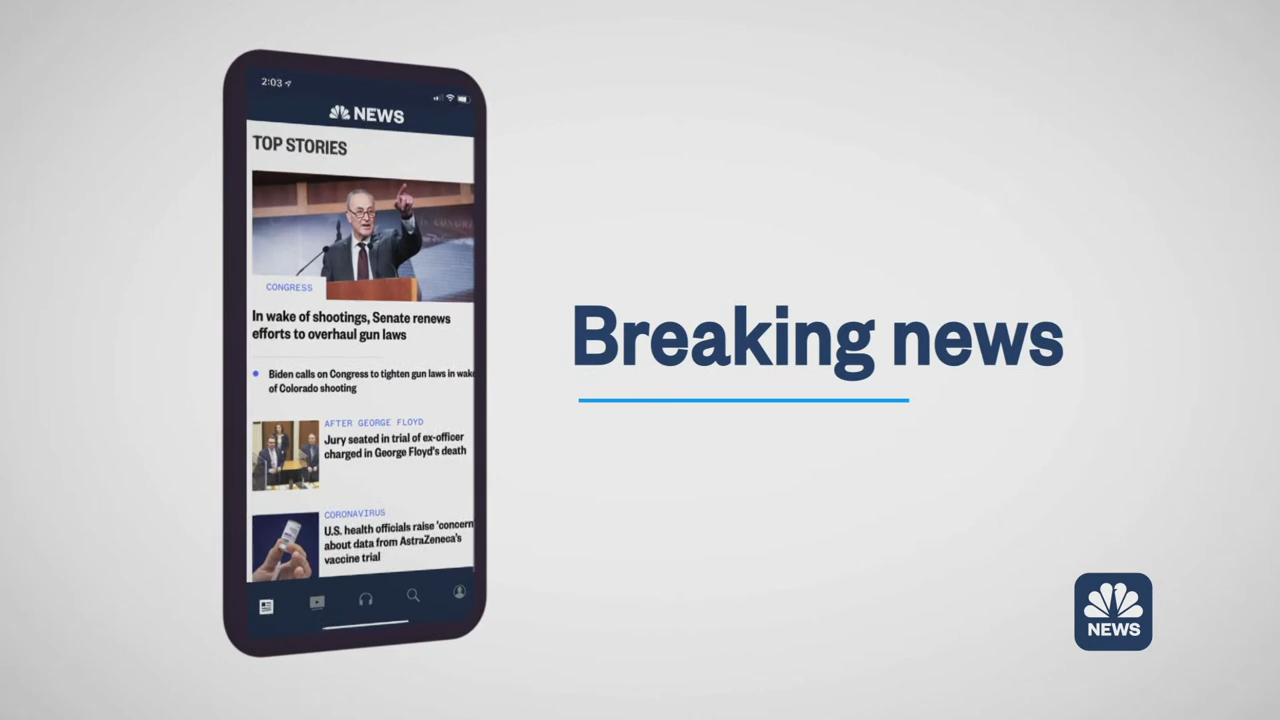 2:03
NEWS
TOP STORIES
CONGRESS
In wake of shootings, Senate renews
efforts to overhaul gun laws
Biden calls on Congress to tighten gun laws in wake
of Colorado shooting
AFTER GEORGE FLOYD
Jury seated in trial of ex-officer
charged in George Floyd's death
CORONAVIRUS
U.S. health officials raise 'concern
about data from AstraZeneca's
vaccine trial
Breaking news
NEWS